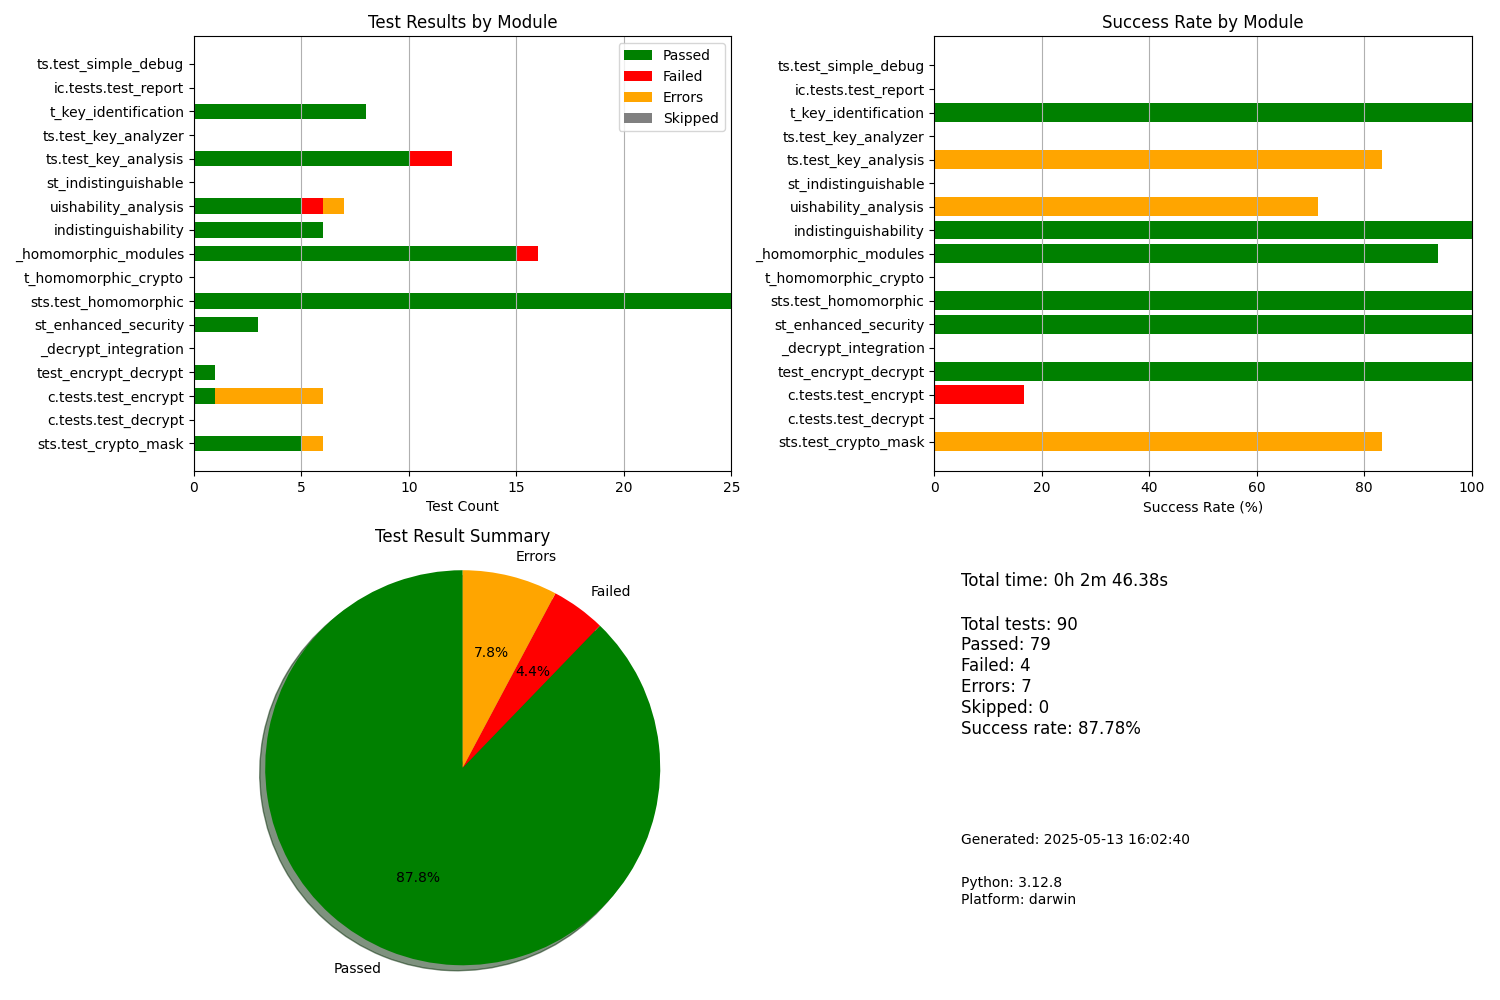 Test Results by Module
ts.test_simple_debug
ic.tests.test_report
t_key_identification
ts.test_key_analyzer
ts.test_key_analysis
st_indistinguishable
uishability_analysis
indistinguishability
_homomorphic_modules
t_homomorphic_crypto
sts.test_homomorphic
st_enhanced_security
_decrypt_integration
test_encrypt_decrypt
c.tests.test_encrypt
c.tests.test_decrypt
sts.test_crypto_mask
Passed
Failed
Errors
Skipped
0 5 10 15 20 25
Test Count
Success Rate by Module
ts.test_simple_debug
ic.tests.test_report
t_key_identification
ts.test_key_analyzer
ts.test_key_analysis
st_indistinguishable
uishability_analysis
indistinguishability
_homomorphic_modules
t_homomorphic_crypto
sts.test_homomorphic
st_enhanced_security
_decrypt_integration
test_encrypt_decrypt
c.tests.test_encrypt
c.tests.test_decrypt
sts.test_crypto_mask
0 20 40 60 80 100
Success Rate (%)
Test Result Summary
Errors
Failed
7.8%
4.4%
87.8%
Passed
Total time: 0h 2m 46.38s
Total tests: 90
Passed: 79
Failed: 4
Errors: 7
Skipped: 0
Success rate: 87.78%
Generated: 2025-05-13 16:02:40
Python: 3.12.8
Platform: darwin